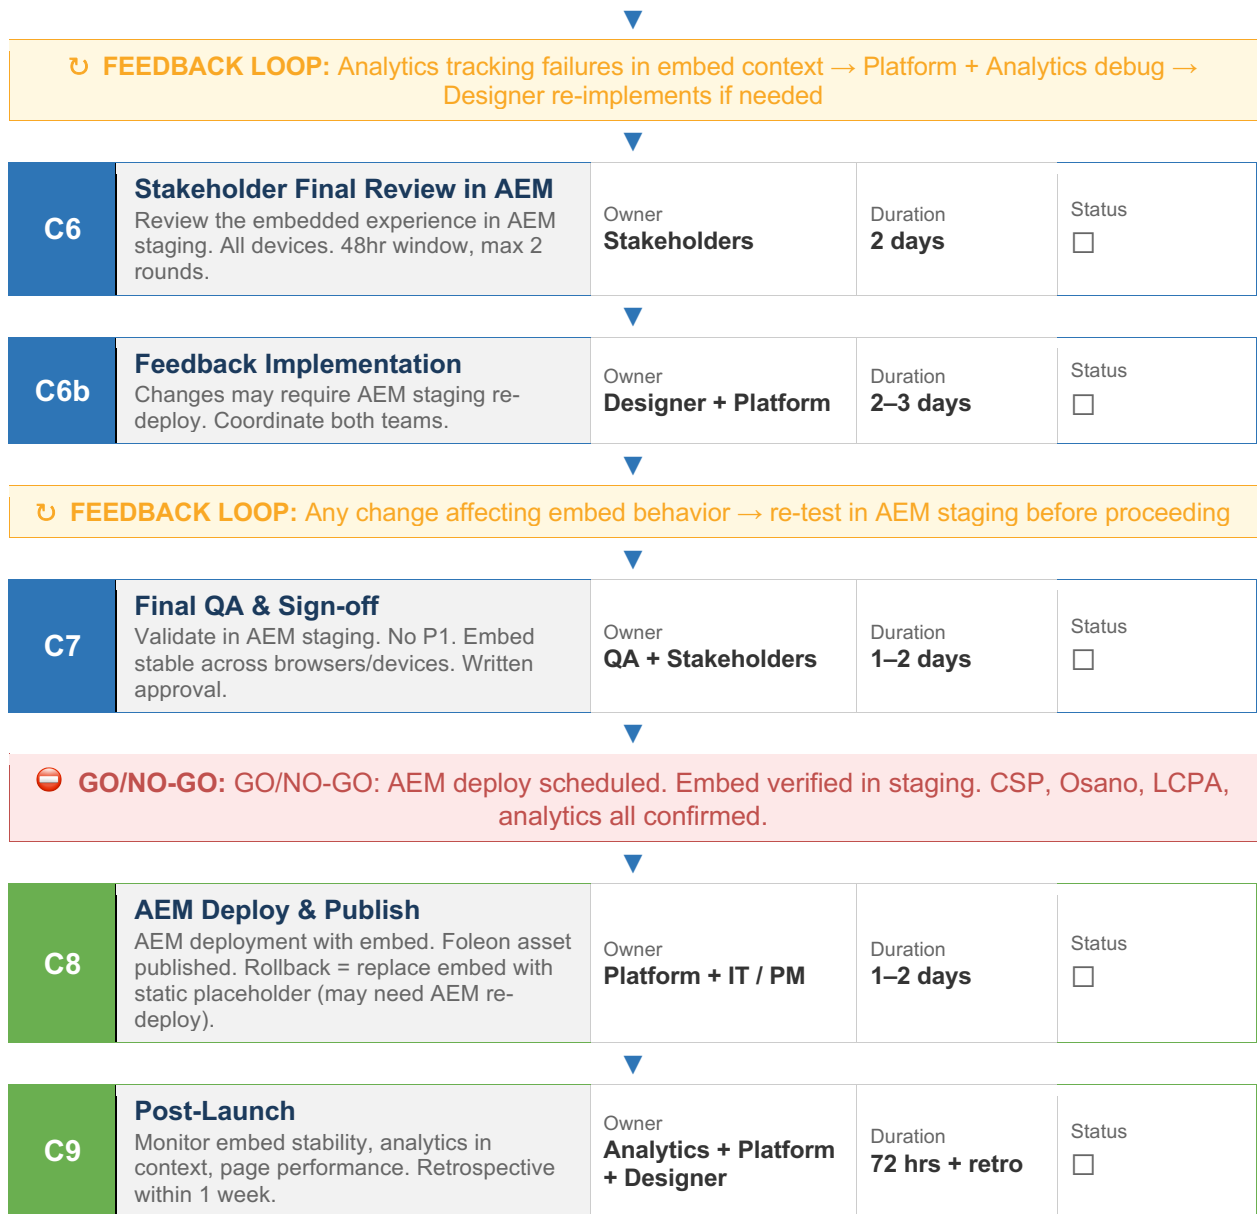 ▼
↻ FEEDBACK LOOP: Analytics tracking failures in embed context → Platform + Analytics debug →
Designer re-implements if needed
▼
C6
Stakeholder Final Review in AEM
Review the embedded experience in AEM
staging. All devices. 48hr window, max 2
rounds.
Owner
Stakeholders
Duration
2 days
Status
☐
▼
C6b
Feedback Implementation
Changes may require AEM staging re-
deploy. Coordinate both teams.
Owner
Designer + Platform
Duration
2–3 days
Status
☐
▼
↻ FEEDBACK LOOP: Any change affecting embed behavior → re-test in AEM staging before proceeding
▼
C7
Final QA & Sign-off
Validate in AEM staging. No P1. Embed
stable across browsers/devices. Written
approval.
Owner
QA + Stakeholders
Duration
1–2 days
Status
☐
▼
⛔ GO/NO-GO: GO/NO-GO: AEM deploy scheduled. Embed verified in staging. CSP, Osano, LCPA,
analytics all confirmed.
▼
C8
AEM Deploy & Publish
AEM deployment with embed. Foleon asset
published. Rollback = replace embed with
static placeholder (may need AEM re-
deploy).
Owner
Platform + IT / PM
Duration
1–2 days
Status
☐
▼
C9
Post-Launch
Monitor embed stability, analytics in
context, page performance. Retrospective
within 1 week.
Owner
Analytics + Platform
+ Designer
Duration
72 hrs + retro
Status
☐